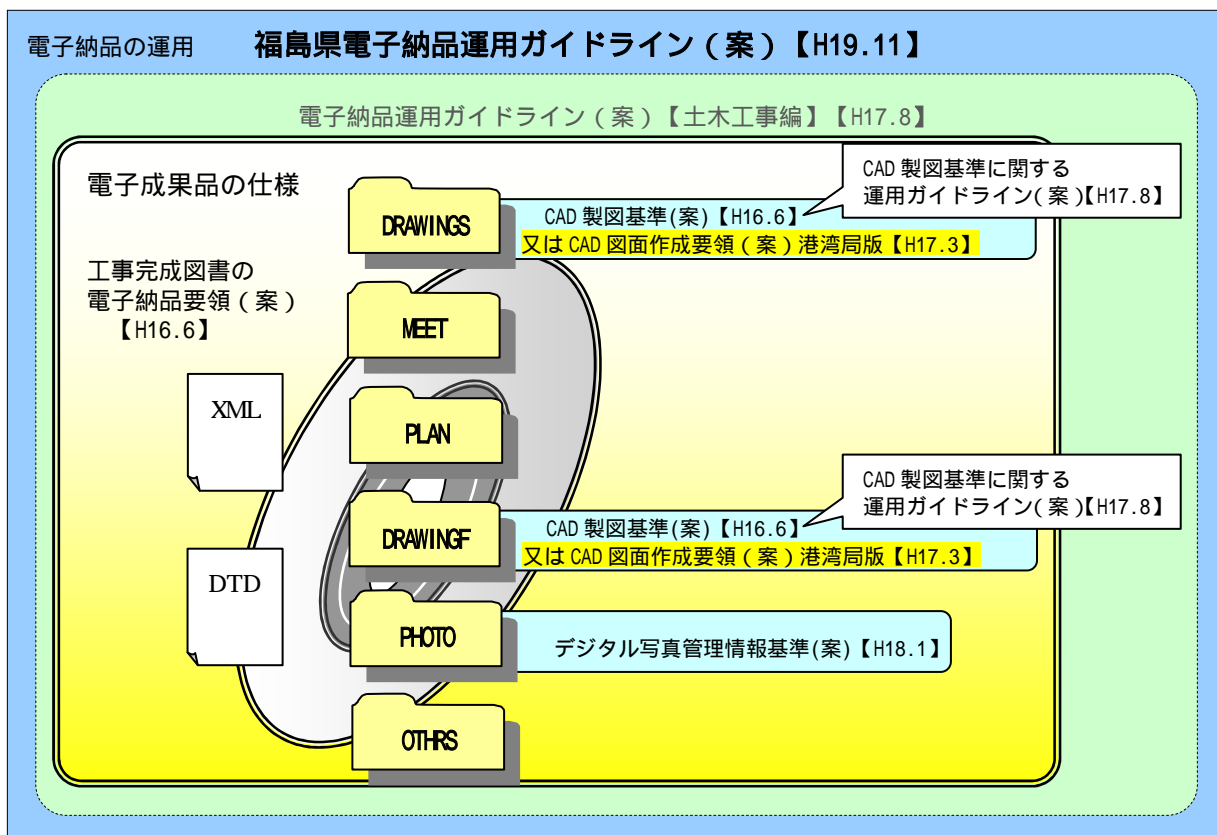 電子納品の運用 福島県電子納品運用ガイドライン（案）【H19.11】
電子納品運用ガイドライン（案）【土木工事編】【H17.8】
電子成果品の仕様
工事完成図書の
電子納品要領（案）
【H16.6】
XML
DTD
DRAWINGS
CAD 製図基準(案)【H16.6】
又は CAD 図面作成要領（案）港湾局版【H17.3】
CAD 製図基準に関する
運用ガイドライン(案)【H17.8】
MEET
PLAN
DRAWINGF
CAD 製図基準(案)【H16.6】
又は CAD 図面作成要領（案）港湾局版【H17.3】
CAD 製図基準に関する
運用ガイドライン(案)【H17.8】
PHOTO
デジタル写真管理情報基準(案)【H18.1】
OTHRS